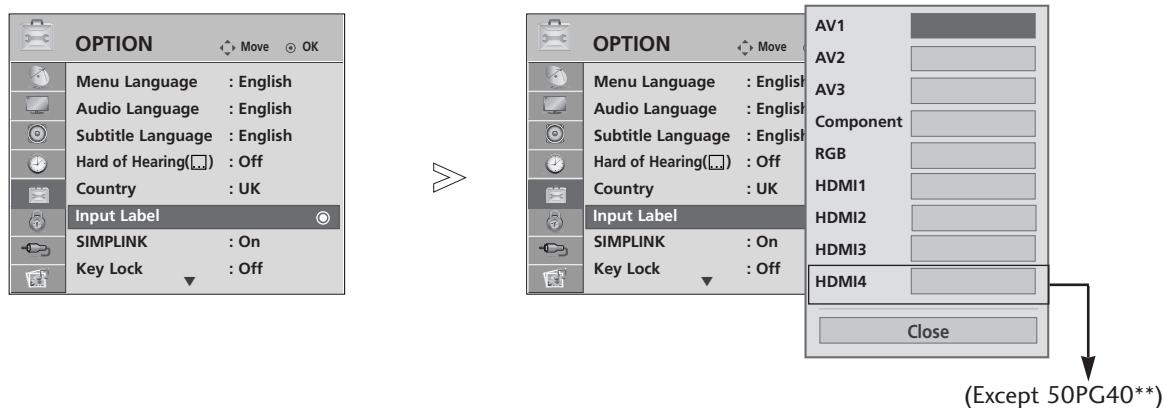 OPTION Move OK
Menu Language : English
Audio Language : English
Subtitle Language : English
Hard of Hearing( ) : Off
Country : UK
Input Label
SIMPLINK : On
Key Lock : Off
OPTION Move
Menu Language : English
Audio Language : English
Subtitle Language : English
Hard of Hearing( ) : Off
Country : UK
Input Label
SIMPLINK : On
Key Lock : Off
AV1
AV2
AV3
Component
RGB
HDMI1
HDMI2
HDMI3
HDMI4
Close
(Except 50PG40**)